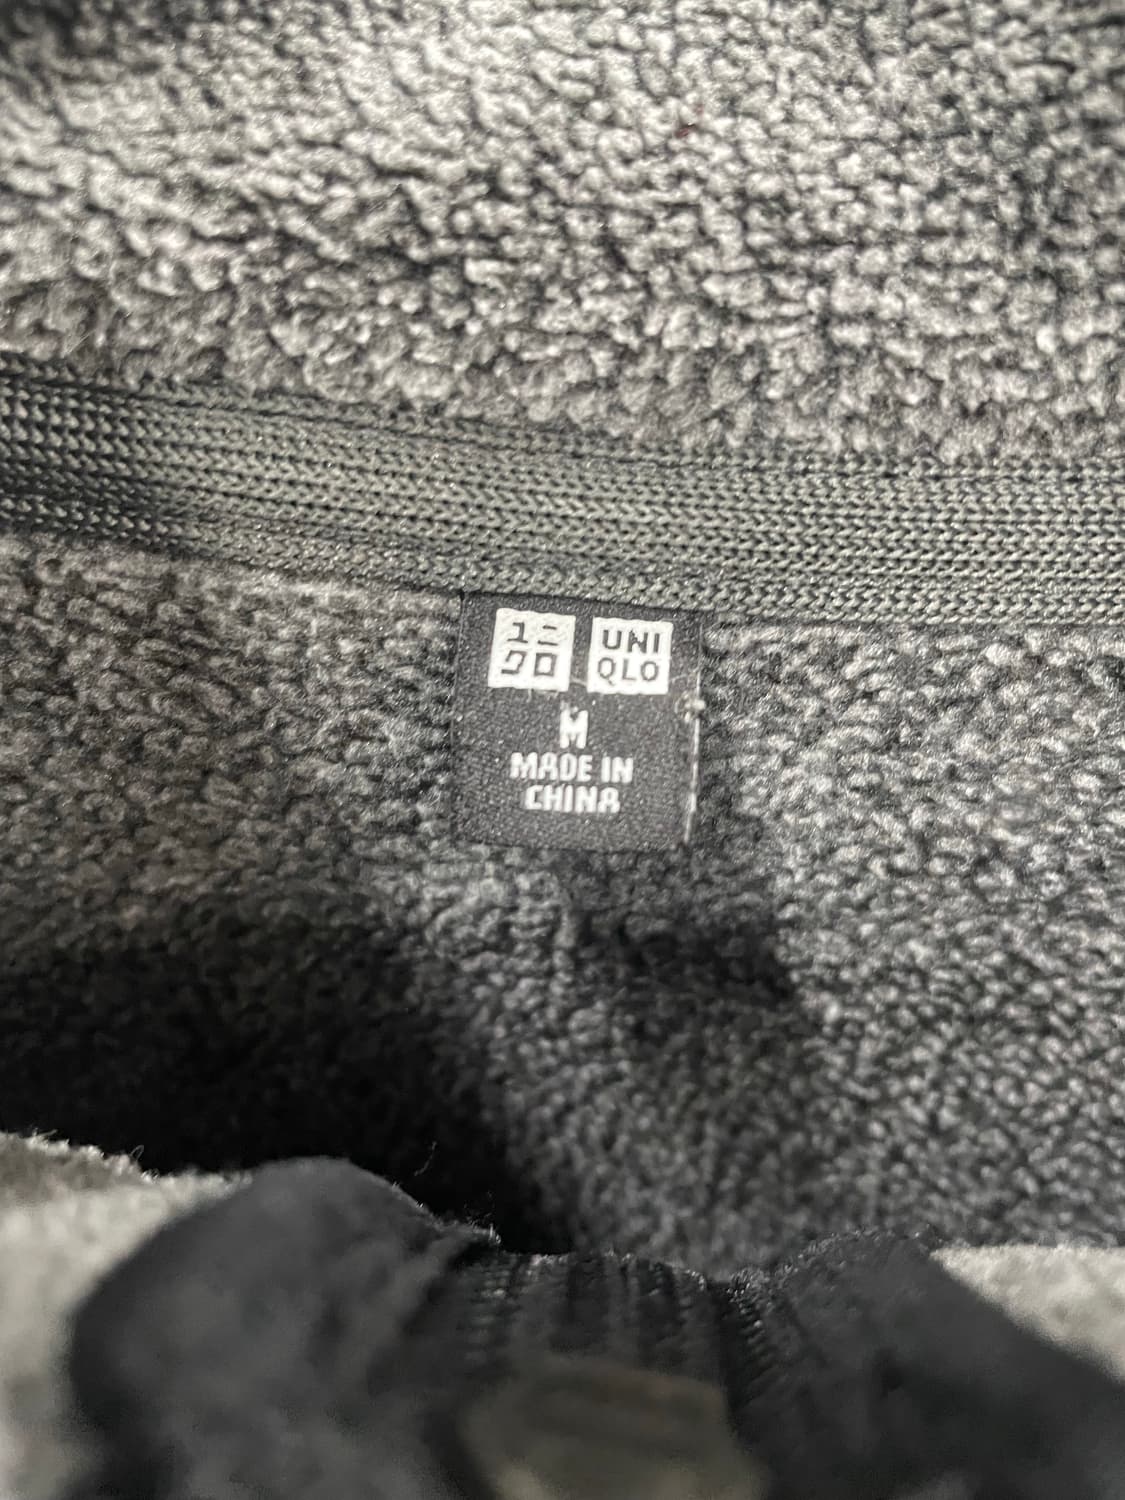 ユニ UNI
クロ QLO
M
MADE IN
CHINA